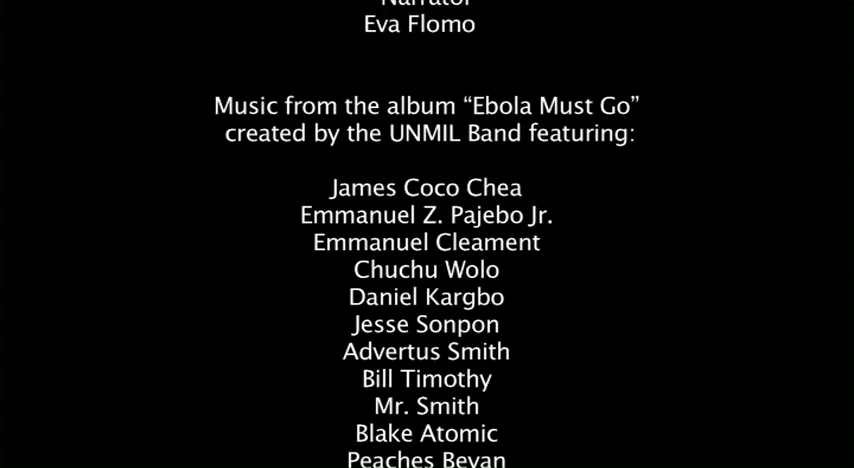 Narrator
Eva Flomo
Music from the album “Ebola Must Go”
created by the UNMIL Band featuring:
James Coco Chea
Emmanuel Z. Pajebo Jr.
Emmanuel Cleament
Chuchu Wolo
Daniel Kargbo
Jesse Sonpon
Advertus Smith
Bill Timothy
Mr. Smith
Blake Atomic
Peaches Bevan